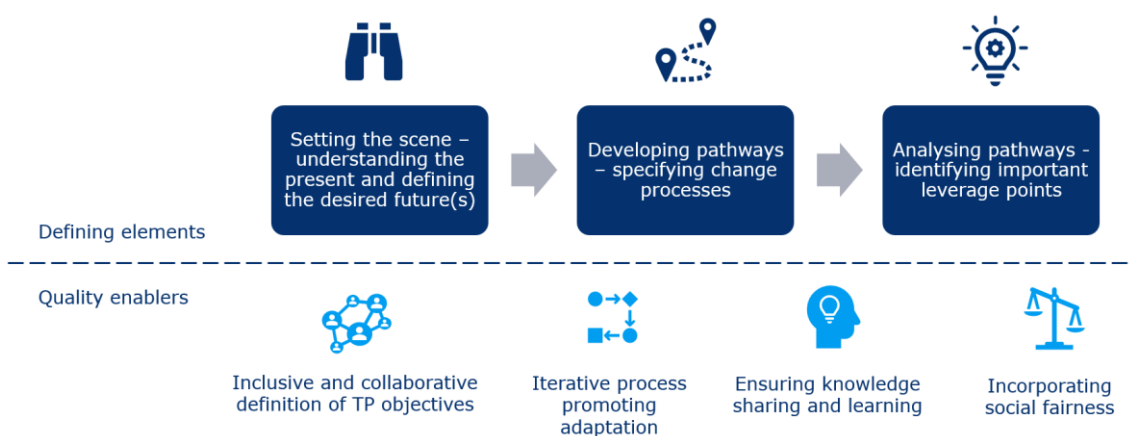 Setting the scene –
understanding the
present and defining
the desired future(s)
Developing pathways
– specifying change
processes
Analysing pathways -
identifying important
leverage points
Defining elements
Quality enablers
Inclusive and collaborative
definition of TP objectives
Iterative process
promoting
adaptation
Ensuring knowledge
sharing and learning
Incorporating
social fairness